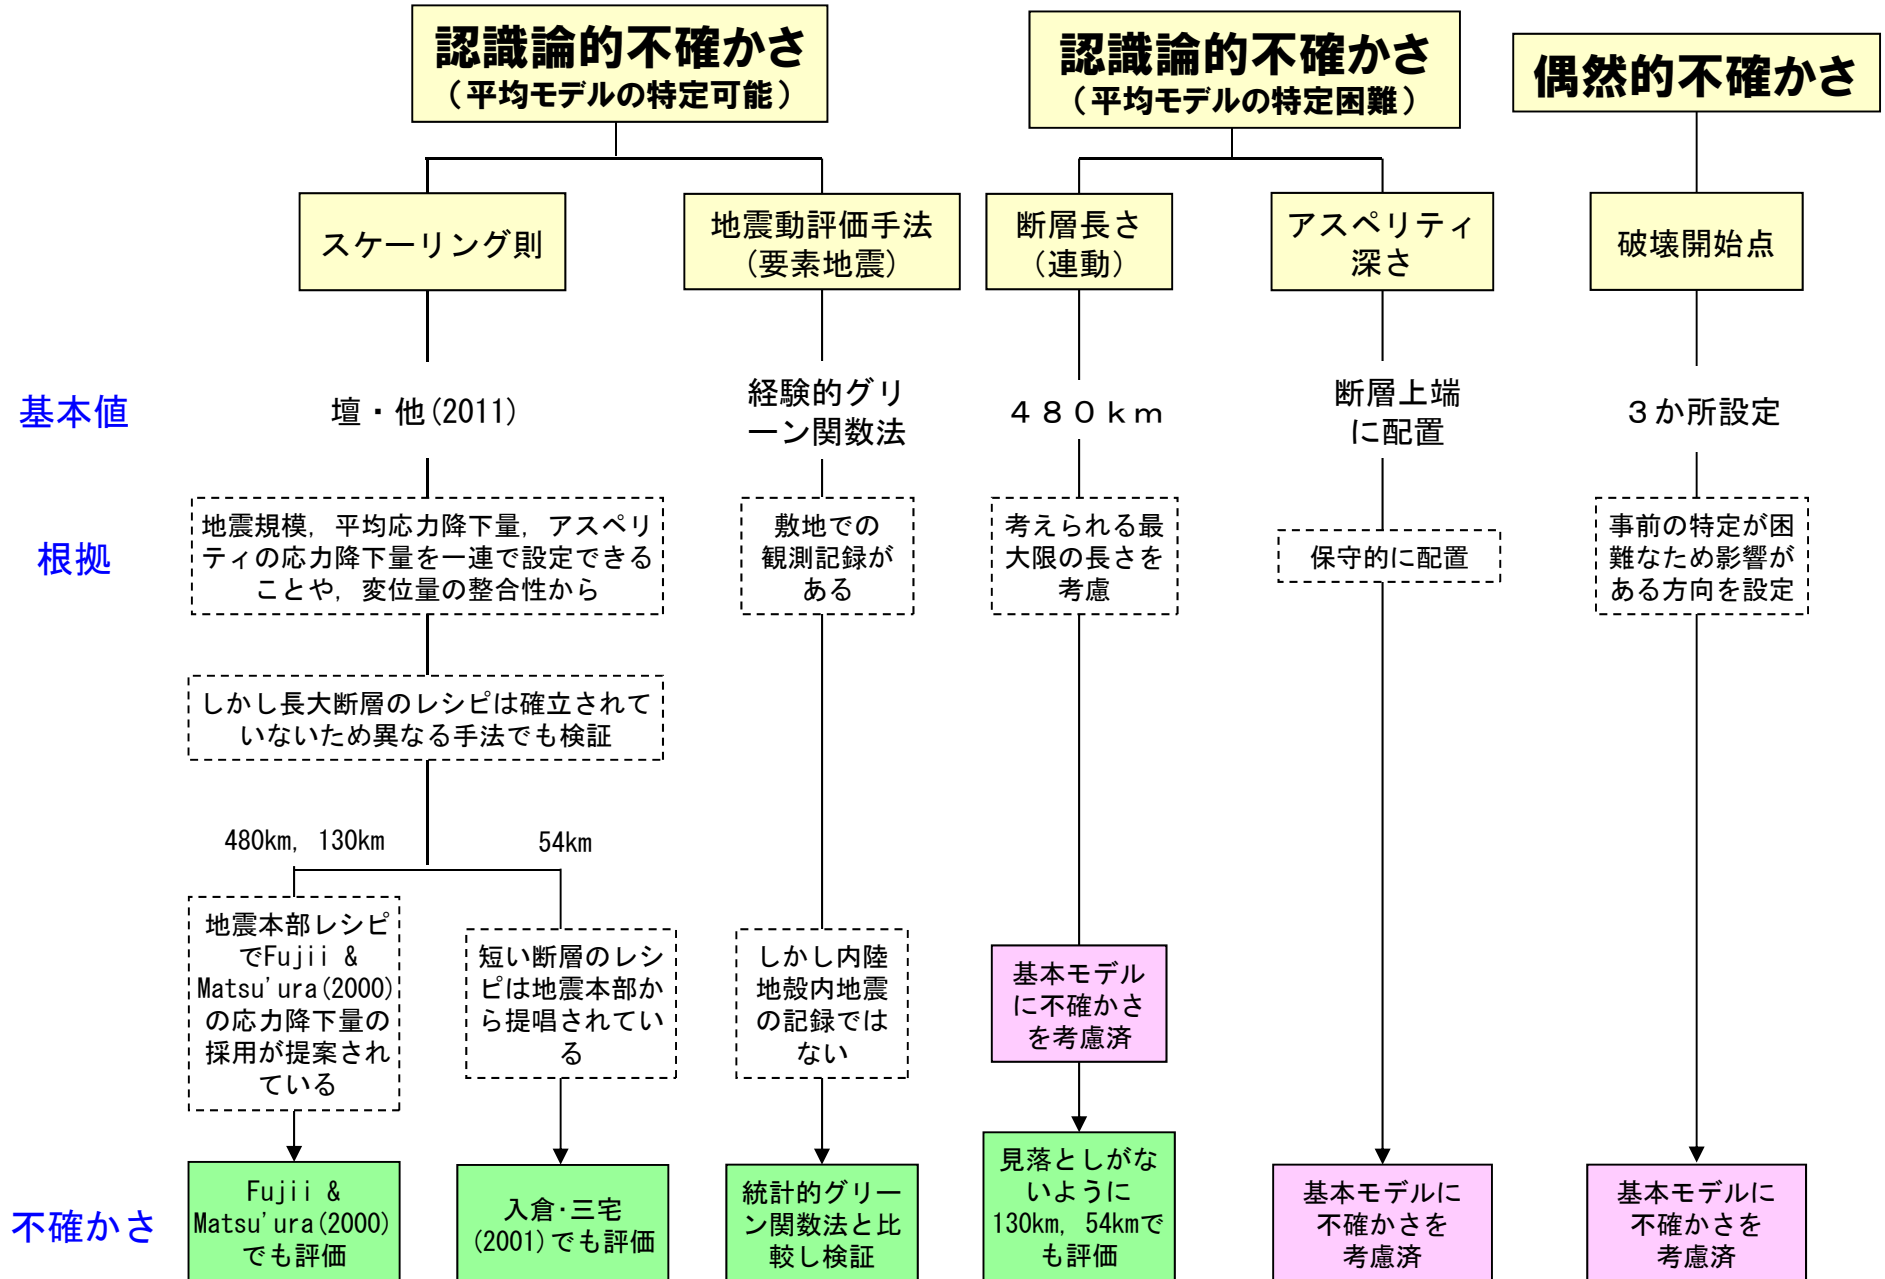 認識論的不確かさ
（平均モデルの特定可能）
認識論的不確かさ
（平均モデルの特定困難）
偶然的不確かさ
スケーリング則
地震動評価手法
(要素地震)
断層長さ
(連動)
アスペリティ
深さ
破壊開始点
基本値
壇・他(2011)
経験的グリ
ーン関数法
４８０ｋｍ
断層上端
に配置
３か所設定
根拠
地震規模，平均応力降下量，アスペリ
ティの応力降下量を一連で設定できる
ことや，変位量の整合性から
敷地での
観測記録が
ある
考えられる最
大限の長さを
考慮
保守的に配置
事前の特定が困
難なため影響が
ある方向を設定
しかし長大断層のレシピは確立されて
いないため異なる手法でも検証
480km，130km
54km
地震本部レシピ
でFujii &
Matsu'ura(2000)
の応力降下量の
採用が提案され
ている
短い断層のレシ
ピは地震本部か
ら提唱されてい
る
しかし内陸
地殻内地震
の記録では
ない
基本モデル
に不確かさ
を考慮済
不確かさ
Fujii &
Matsu'ura(2000)
でも評価
入倉･三宅
(2001)でも評価
統計的グリー
ン関数法と比
較し検証
見落としがな
いように
130km，54kmで
も評価
基本モデルに
不確かさを
考慮済
基本モデルに
不確かさを
考慮済